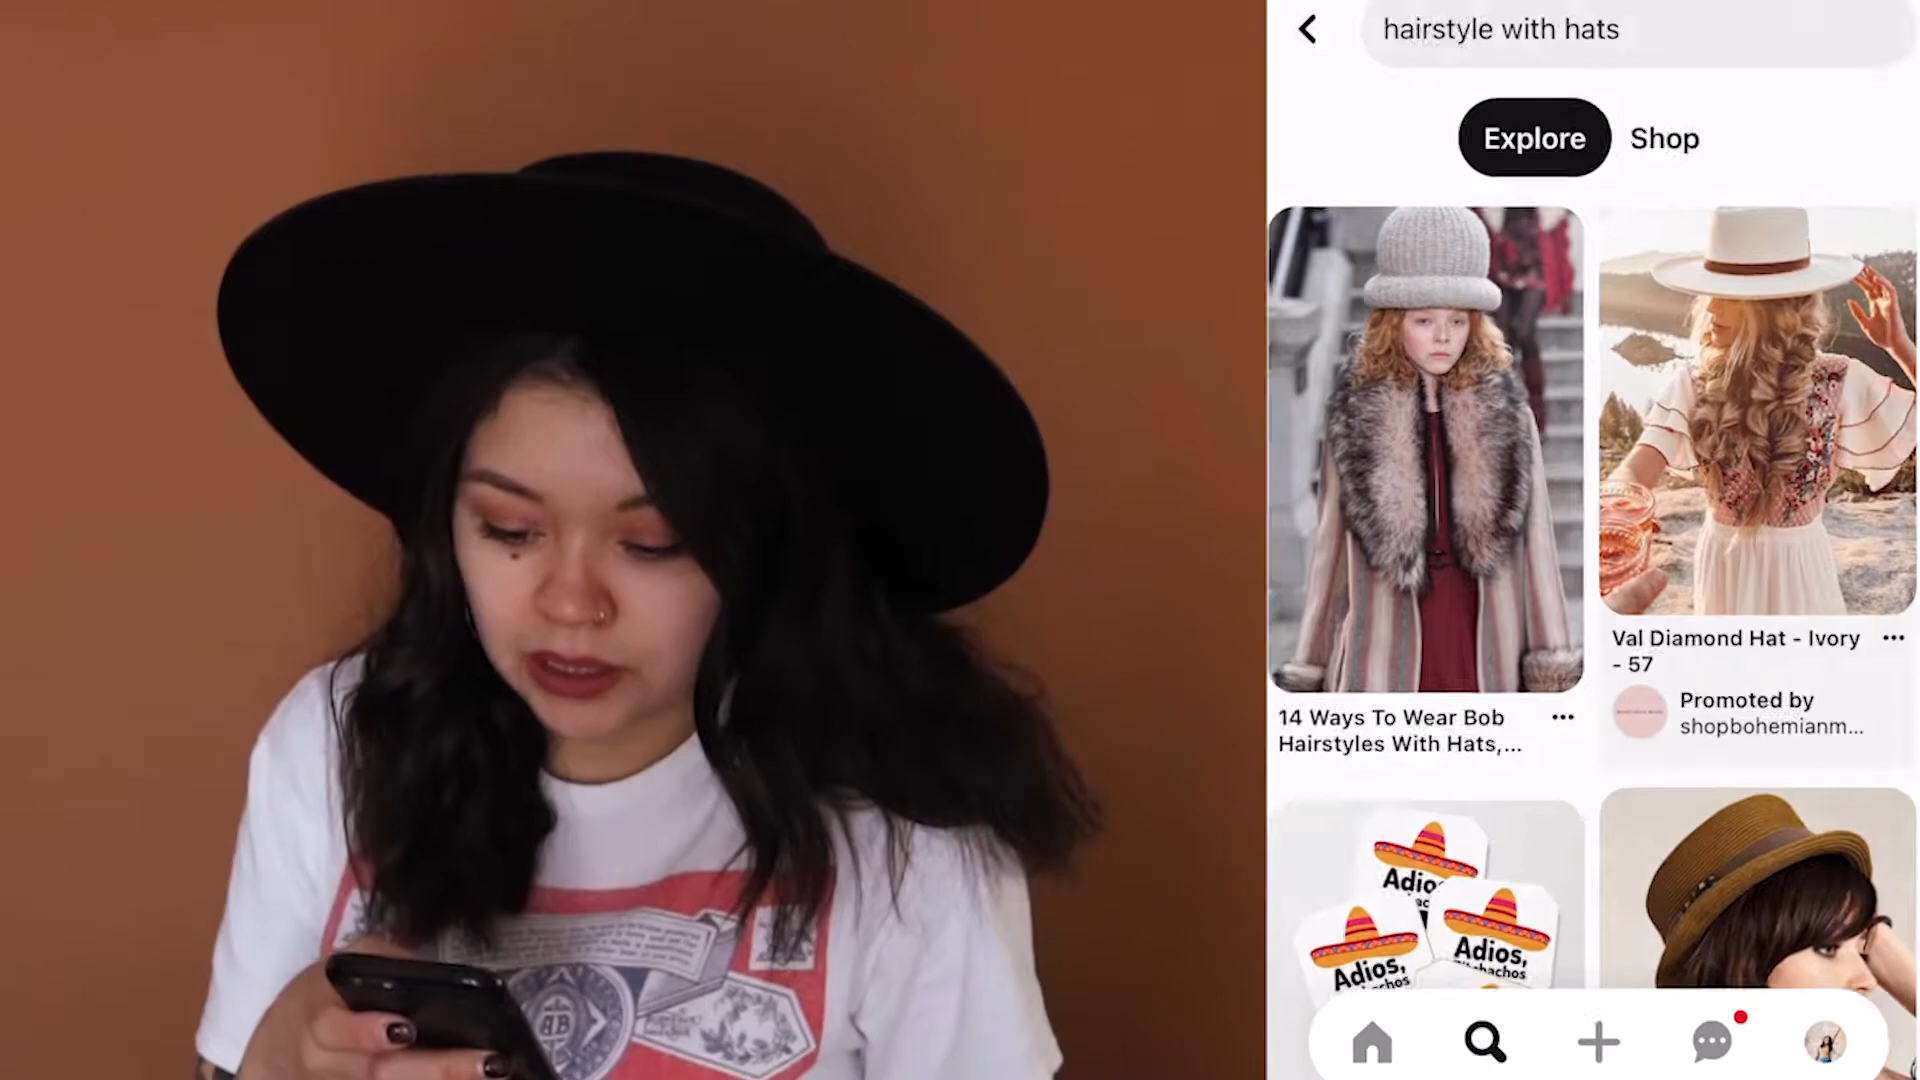 hairstyle with hats
Explore
Shop
Val Diamond Hat - Ivory
- 57
Promoted by
shopbohemianm...
14 Ways To Wear Bob
Hairstyles With Hats,...
Adios,
Adios,
AB